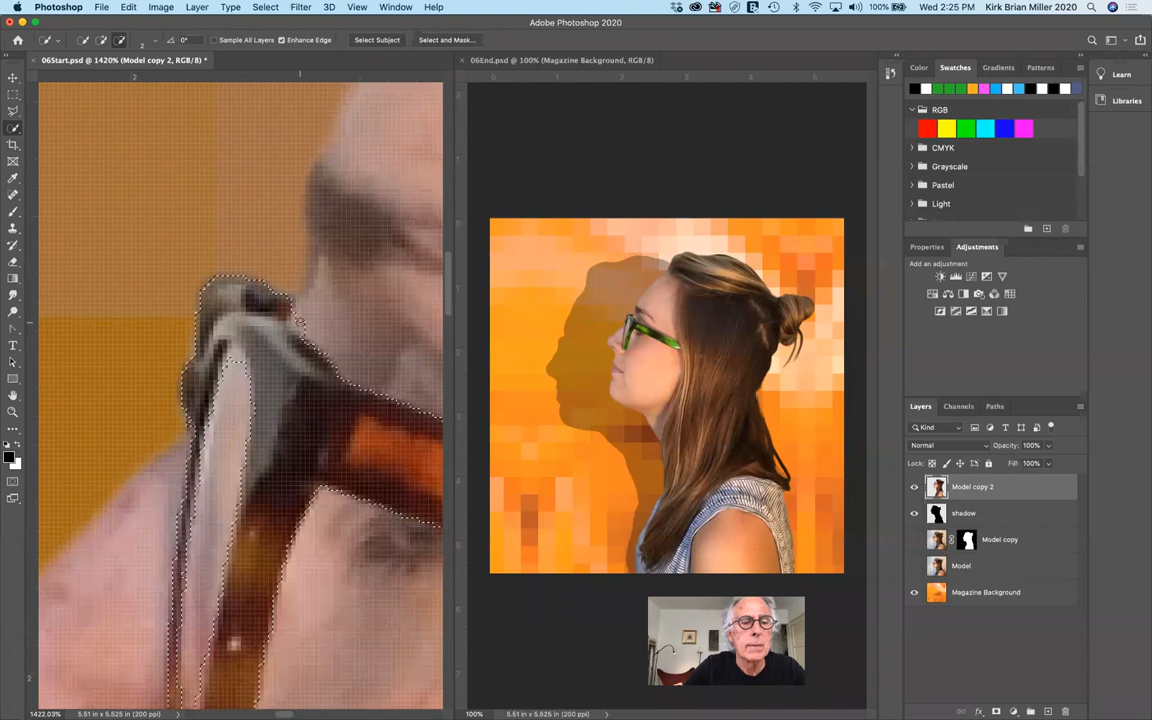 Photoshop File Edit Image Layer Type Select Filter 3D View Window Help 100% Wed 2:25 PM Kirk Brian Miller 2020
Adobe Photoshop 2020
2 0° Sample All Layers Enhance Edge Select Subject Select and Mask...
06Start.psd @ 1420% (Model copy 2, RGB/8) *
06End.psd @ 100% (Magazine Background, RGB/8)
Color Swatches Gradients Patterns
Learn
Libraries
RGB
CMYK
Grayscale
Pastel
Light
Properties Adjustments
Add an adjustment
Layers Channels Paths
Kind
Normal Opacity: 100%
Lock: Fill: 100%
Model copy 2
shadow
Model copy
Model
Magazine Background
1422.03% 5.51 in x 5.525 in (200 ppi)
100% 5.51 in x 5.525 in (200 ppi)